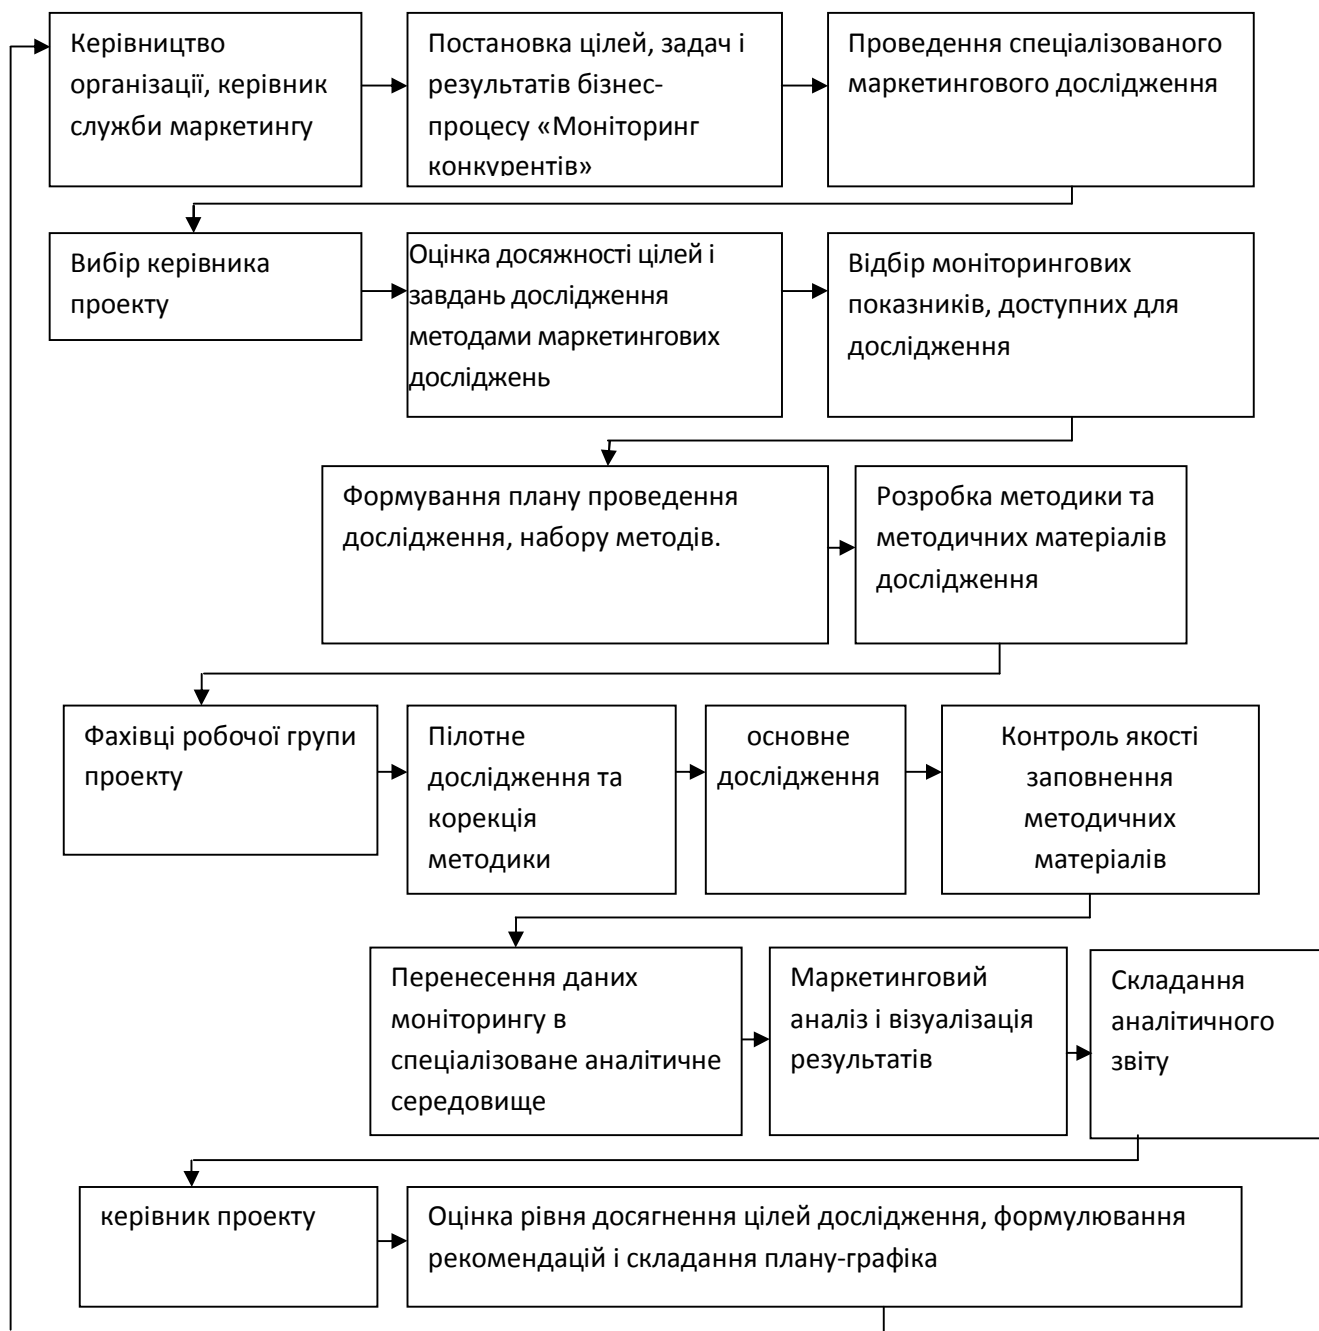 Керівництво
організації, керівник
служби маркетингу
Постановка цілей, задач і
результатів бізнес-
процесу «Моніторинг
конкурентів»
Проведення спеціалізованого
маркетингового дослідження
Вибір керівника
проекту
Оцінка досяжності цілей і
завдань дослідження
методами маркетингових
досліджень
Відбір моніторингових
показників, доступних для
дослідження
Формування плану проведення
дослідження, набору методів.
Розробка методики та
методичних матеріалів
дослідження
Фахівці робочої групи
проекту
Пілотне
дослідження та
корекція
методики
основне
дослідження
Контроль якості
заповнення
методичних
матеріалів
Перенесення даних
моніторингу в
спеціалізоване аналітичне
середовище
Маркетинговий
аналіз і візуалізація
результатів
Складання
аналітичного
звіту
керівник проекту
Оцінка рівня досягнення цілей дослідження, формулювання
рекомендацій і складання плану-графіка